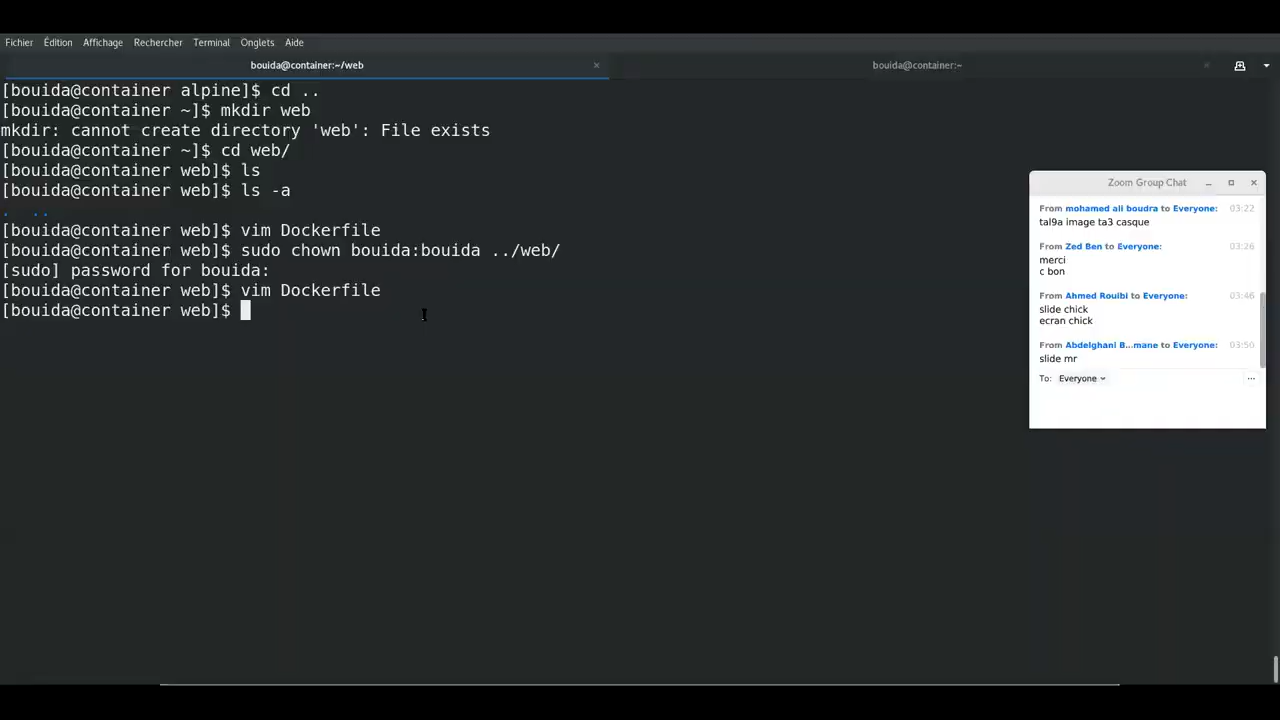 Fichier Édition Affichage Rechercher Terminal Onglets Aide
bouida@container:~/web × bouida@container:~ ×
[bouida@container alpine]$ cd ..
[bouida@container ~]$ mkdir web
mkdir: cannot create directory 'web': File exists
[bouida@container ~]$ cd web/
[bouida@container web]$ ls
[bouida@container web]$ ls -a
. ..
[bouida@container web]$ vim Dockerfile
[bouida@container web]$ sudo chown bouida:bouida ../web/
[sudo] password for bouida:
[bouida@container web]$ vim Dockerfile
[bouida@container web]$
Zoom Group Chat
From mohamed ali boudra to Everyone: 03:22
tal9a image ta3 casque
From Zed Ben to Everyone: 03:26
merci
c bon
From Ahmed Rouibi to Everyone: 03:46
slide chick
ecran chick
From Abdelghani B...mane to Everyone: 03:50
slide mr
To: Everyone